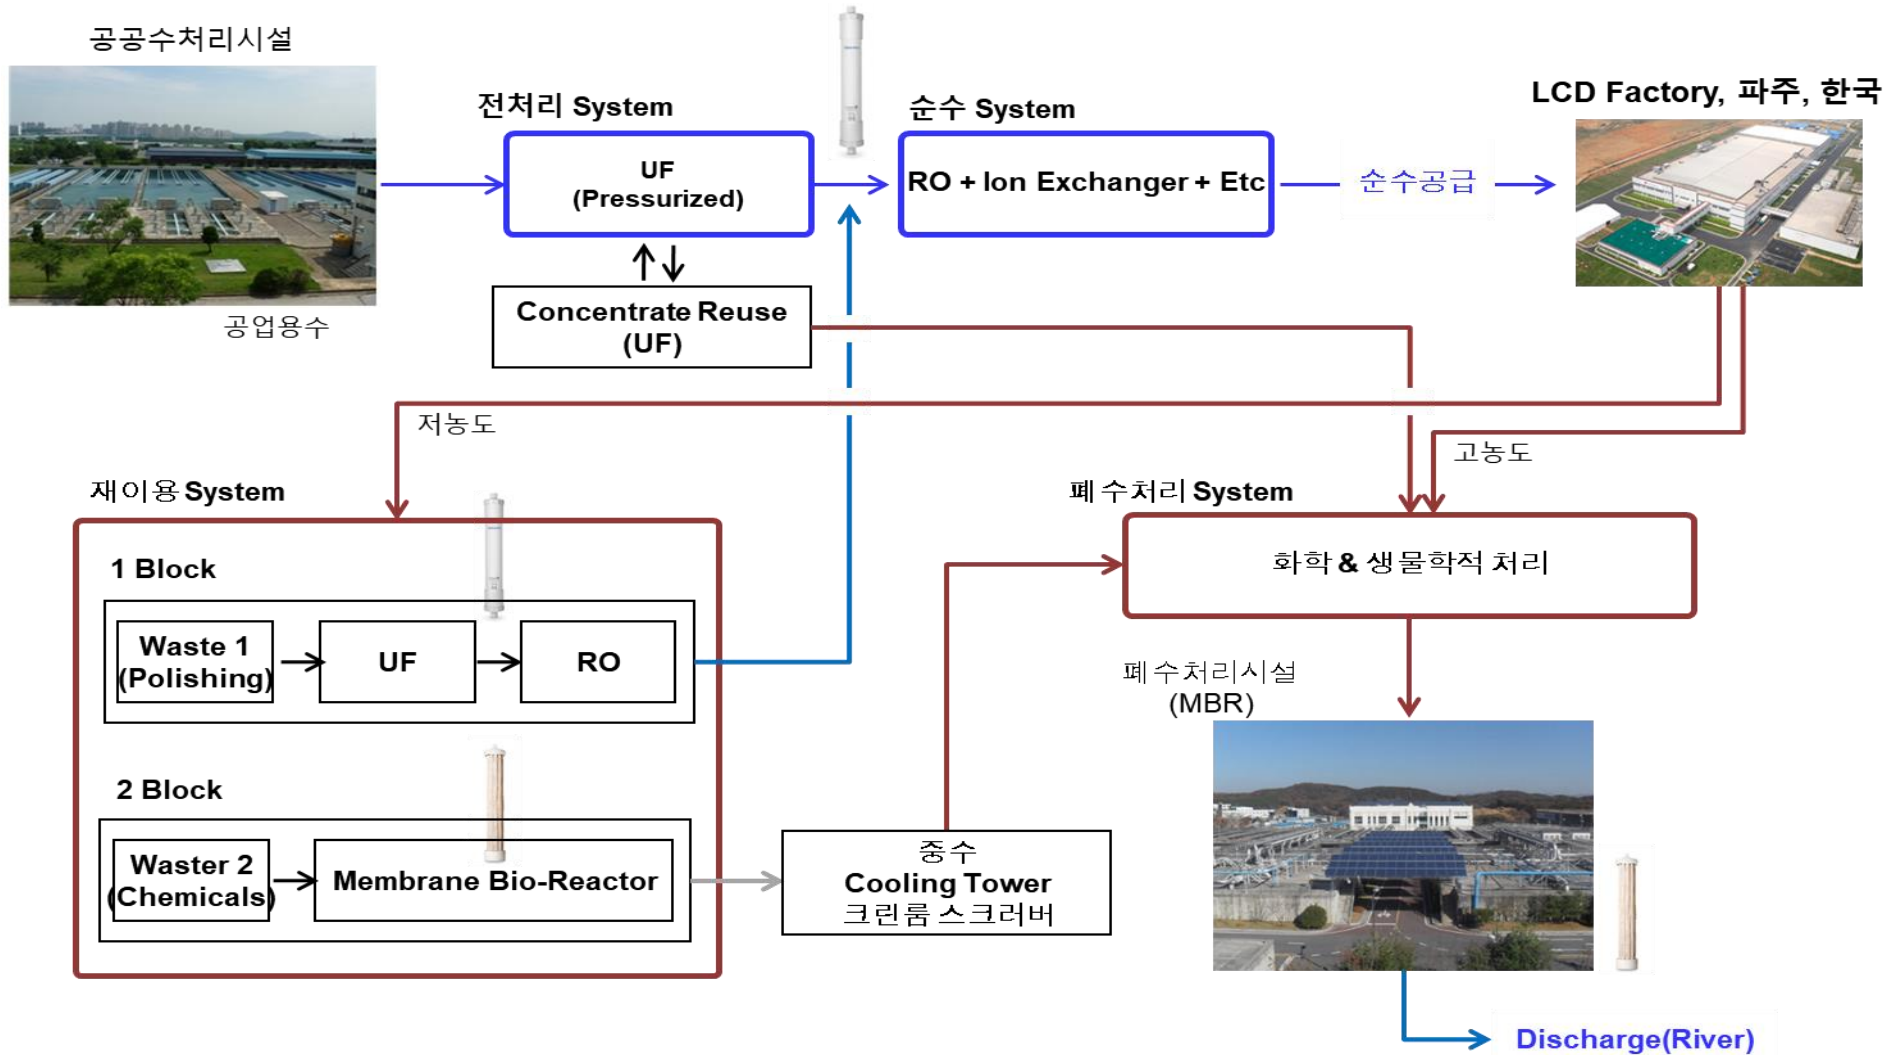 공공수처리시설
전처리 System
순수 System
LCD Factory, 파주, 한국
UF
(Pressurized)
RO + Ion Exchanger + Etc
순수공급
공업용수
Concentrate Reuse
(UF)
저농도
고농도
재이용 System
폐수처리 System
1 Block
화학 & 생물학적 처리
Waste 1
(Polishing)
UF
RO
폐수처리시설
(MBR)
2 Block
Waster 2
(Chemicals)
Membrane Bio-Reactor
중수
Cooling Tower
크린룸 스크러버
Discharge(River)